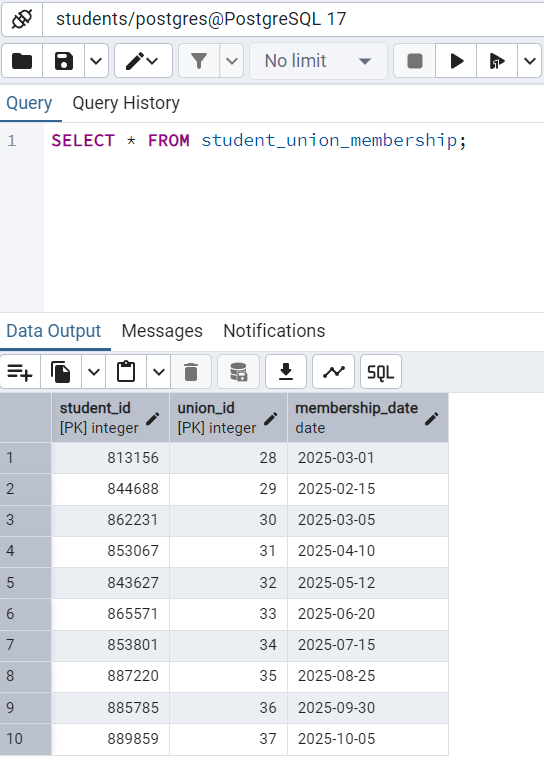 students/postgres@PostgreSQL 17
No limit
Query Query History
1 SELECT * FROM student_union_membership;
Data Output Messages Notifications
SQL
student_id union_id membership_date
[PK] integer [PK] integer date
1 813156 28 2025-03-01
2 844688 29 2025-02-15
3 862231 30 2025-03-05
4 853067 31 2025-04-10
5 843627 32 2025-05-12
6 865571 33 2025-06-20
7 853801 34 2025-07-15
8 887220 35 2025-08-25
9 885785 36 2025-09-30
10 889859 37 2025-10-05